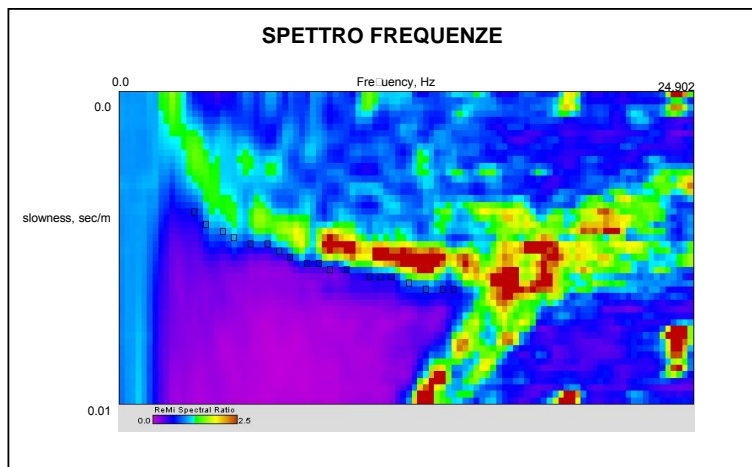 SPETTRO FREQUENZE
0.0 Fre□uency, Hz 24.902
0.0
slowness, sec/m
0.01
ReMi Spectral Ratio
0.0 2.5